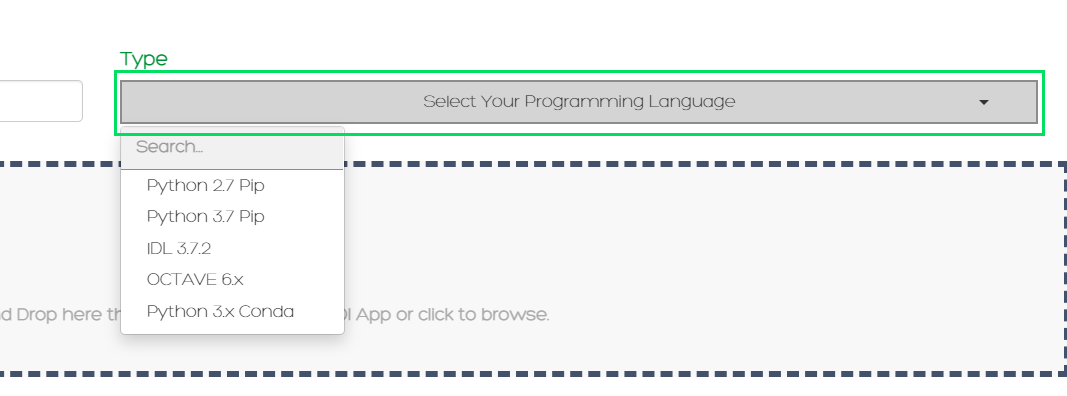 Type
Select Your Programming Language
Search...
Python 2.7 Pip
Python 3.7 Pip
IDL 3.7.2
OCTAVE 6.x
Python 3.x Conda
Drop here App or click to browse.